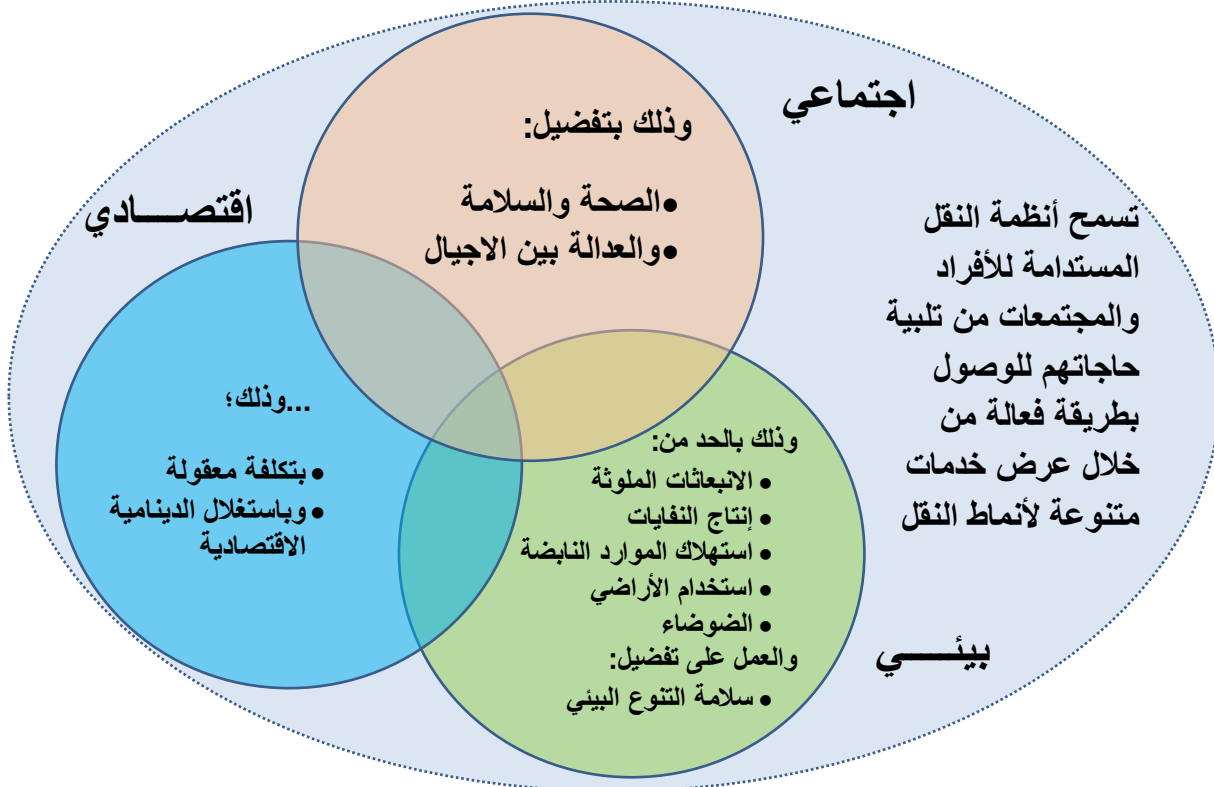 اجتماعي
تسمح أنظمة النقل
المستدامة للأفراد
والمجتمعات من تلبية
حاجاتهم للوصول
بطريقة فعالة من
خلال عرض خدمات
متنوعة لأنماط النقل
وذلك بتفضيل:
•الصحة والسلامة
•والعدالة بين الاجيال
اقتصـــــادي
...وذلك؛
•بتكلفة معقولة
•وباستغلال الدينامية
الاقتصادية
وذلك بالحد من:
• الانبعاثات الملوثة
• إنتاج النفايات
• استهلاك الموارد النابضة
• استخدام الأراضي
• الضوضاء
والعمل على تفضيل:
• سلامة التنوع البيئي
بيئـــــي